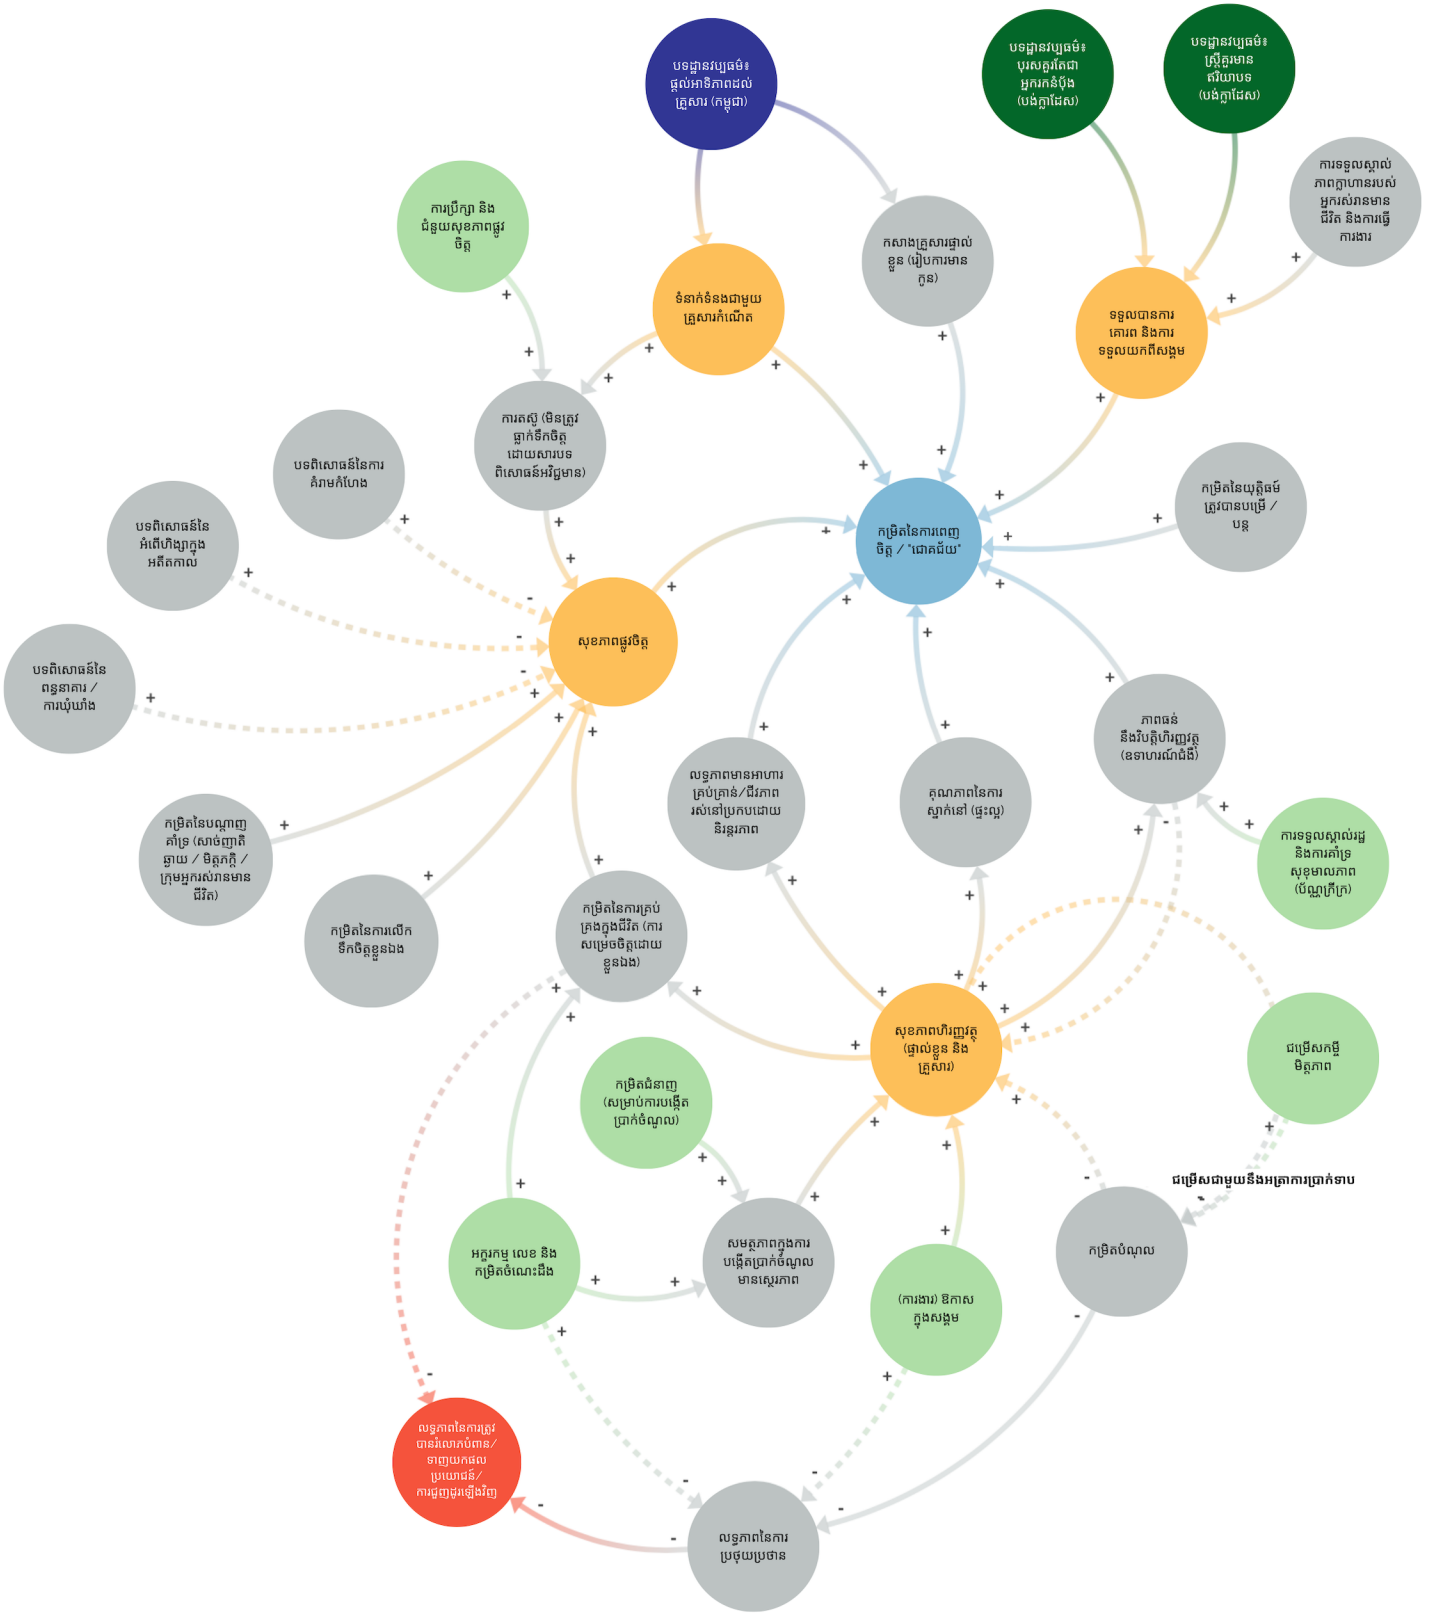 បទដ្ឋានវប្បធម៌៖
ផ្តល់អាទិភាពដល់
គ្រួសារ (កម្ពុជា)
បទដ្ឋានវប្បធម៌៖
បុរសគួរតែជា
អ្នករកនំប៉័ង
(បង់ក្លាដែស)
បទដ្ឋានវប្បធម៌៖
ស្ត្រីគួរមាន
ឥរិយាបទ
(បង់ក្លាដែស)
ការទទួលស្គាល់
ភាពក្លាហានរបស់
អ្នករស់រានមាន
ជីវិត និងការធ្វើ
ការងារ
ការប្រឹក្សា និង
ជំនួយសុខភាពផ្លូវ
ចិត្ត
កសាងគ្រួសារផ្ទាល់
ខ្លួន (រៀបការមាន
កូន)
ទំនាក់ទំនងជាមួយ
គ្រួសារកំណើត
ទទួលបានការ
គោរព និងការ
ទទួលយកពីសង្គម
ការតស៊ូ (មិនត្រូវ
ធ្លាក់ទឹកចិត្ត
ដោយសារបទ
ពិសោធន៍អវិជ្ជមាន)
បទពិសោធន៍នៃការ
គំរាមកំហែង
កម្រិតនៃយុត្តិធម៍
ត្រូវបានបម្រើ /
បន្ត
បទពិសោធន៍នៃ
អំពើហិង្សាក្នុង
អតីតកាល
កម្រិតនៃការពេញ
ចិត្ត / "ជោគជ័យ"
សុខភាពផ្លូវចិត្ត
បទពិសោធន៍នៃ
ពន្ធនាគារ /
ការឃុំឃាំង
ភាពធន់
នឹងវិបត្តិហិរញ្ញវត្ថុ
(ឧទាហរណ៍ជំងឺ)
លទ្ធភាពមានអាហារ
គ្រប់គ្រាន់/ជីវភាព
រស់នៅប្រកបដោយ
និរន្តរភាព
គុណភាពនៃការ
ស្នាក់នៅ (ផ្ទះល្អ)
កម្រិតនៃបណ្តាញ
គាំទ្រ (សាច់ញាតិ
ឆ្ងាយ / មិត្តភក្តិ /
ក្រុមអ្នករស់រានមាន
ជីវិត)
ការទទួលស្គាល់រដ្ឋ
និងការគាំទ្រ
សុខុមាលភាព
(ប័ណ្ណក្រីក្រ)
កម្រិតនៃការលើក
ទឹកចិត្តខ្លួនឯង
កម្រិតនៃការគ្រប់
គ្រងក្នុងជីវិត (ការ
សម្រេចចិត្តដោយ
ខ្លួនឯង)
សុខភាពហិរញ្ញវត្ថុ
(ផ្ទាល់ខ្លួន និង
គ្រួសារ)
ជម្រើសកម្ចី
មិត្តភាព
កម្រិតជំនាញ
(សម្រាប់ការបង្កើត
ប្រាក់ចំណូល)
ជម្រើសជាមួយនឹងអត្រាការប្រាក់ទាប
អក្ខរកម្ម លេខ និង
កម្រិតចំណេះដឹង
សមត្ថភាពក្នុងការ
បង្កើតប្រាក់ចំណូល
មានស្ថេរភាព
កម្រិតបំណុល
(ការងារ) ឱកាស
ក្នុងសង្គម
លទ្ធភាពនៃការត្រូវ
បានរំលោភបំពាន/
ទាញយកផល
ប្រយោជន៍/
ការជួញដូរឡើងវិញ
លទ្ធភាពនៃការ
ប្រថុយប្រថាន